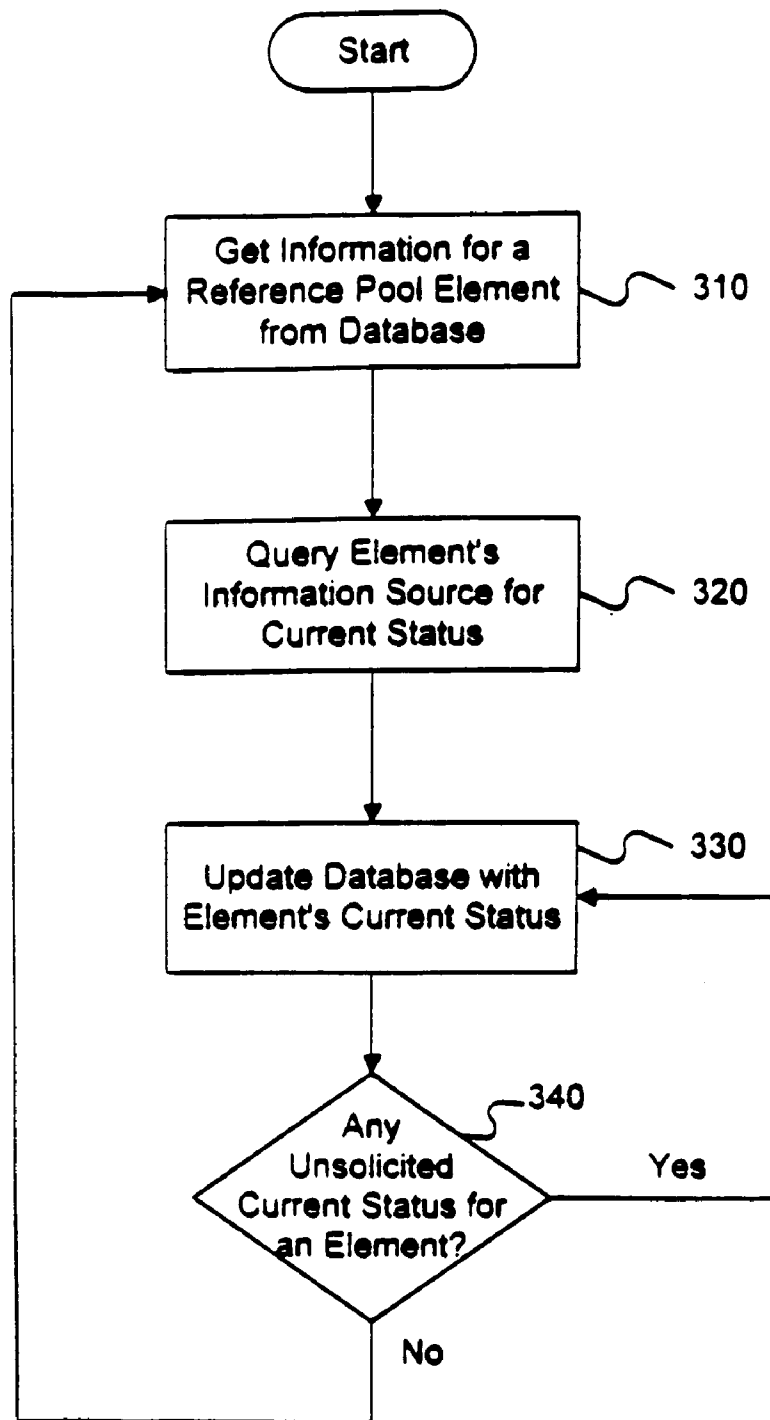 Start
Get Information for a
Reference Pool Element
from Database
310
Query Element's
Information Source for
Current Status
320
Update Database with
Element's Current Status
330
Any
Unsolicited
Current Status for
an Element?
340
Yes
No